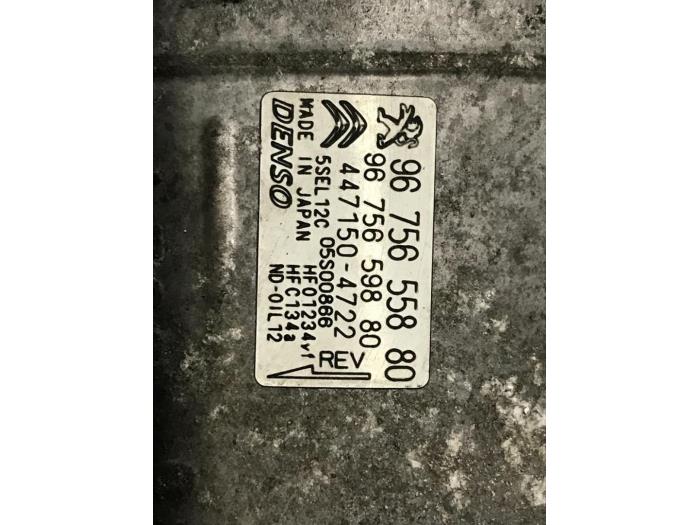 96 756 558 80
96 756 598 80
447150-4722 REV
5SEL12C 05S00866
MADE IN JAPAN HFO1234yf
HFC134a
DENSO ND-OIL12